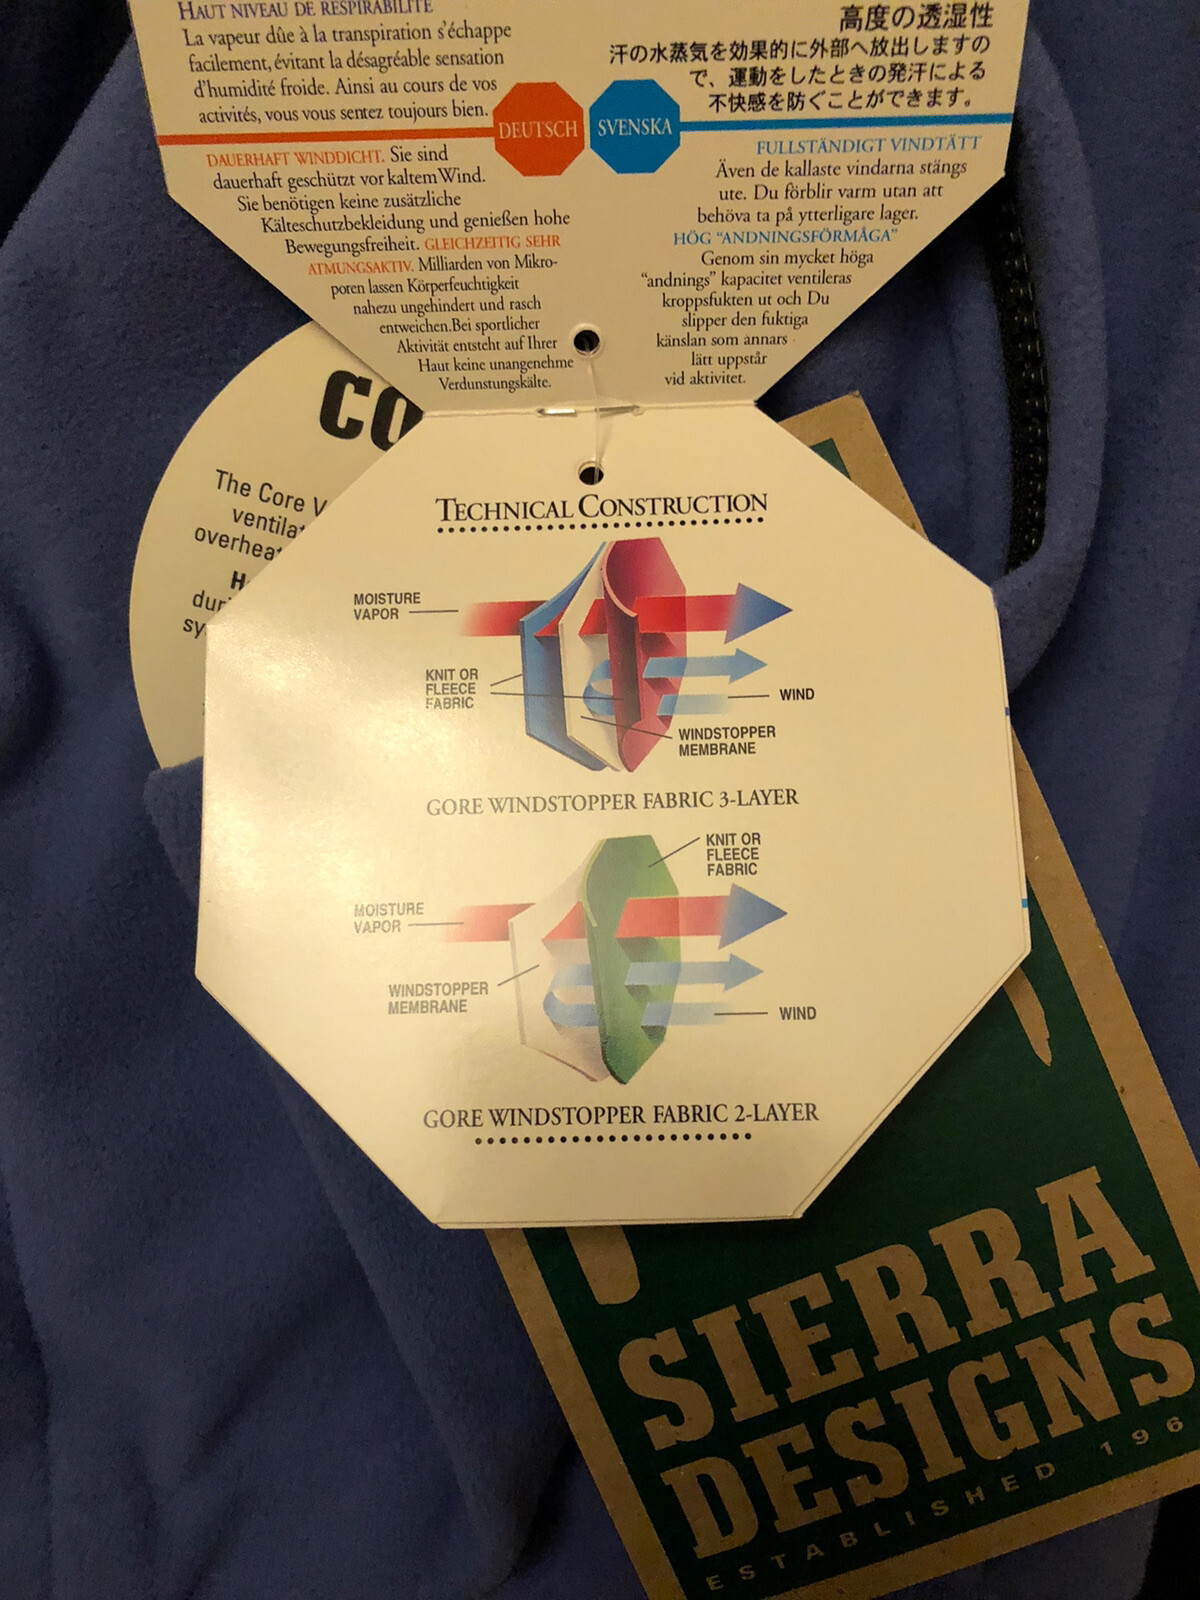 HAUT NIVEAU DE RESPIRABILITÉ
La vapeur dûe à la transpiration s'échappe
facilement, évitant la désagréable sensation
d'humidité froide. Ainsi au cours de vos
activités, vous vous sentez toujours bien.
高度の透湿性
汗の水蒸気を効果的に外部へ放出しますの
で、運動をしたときの発汗による
不快感を防ぐことができます。
DEUTSCH
SVENSKA
DAUERHAFT WINDDICHT. Sie sind
dauerhaft geschützt vor kaltem Wind.
Sie benötigen keine zusätzliche
Kälteschutzbekleidung und genießen hohe
Bewegungsfreiheit. GLEICHZEITIG SEHR
ATMUNGSAKTIV. Milliarden von Mikro-
poren lassen Körperfeuchtigkeit
nahezu ungehindert und rasch
entweichen.Bei sportlicher
Aktivität entsteht auf Ihrer
Haut keine unangenehme
Verdunstungskälte.
FULLSTÄNDIGT VINDTÄTT
Även de kallaste vindarna stängs
ute. Du förblir varm utan att
behöva ta på ytterligare lager.
HÖG "ANDNINGSFÖRMÅGA"
Genom sin mycket höga
"andnings" kapacitet ventileras
kroppsfukten ut och Du
slipper den fuktiga
känslan som annars
lätt uppstår
vid aktivitet.
CO
The Core V
ventilat
overhea
H
dur
sy
TECHNICAL CONSTRUCTION
MOISTURE
VAPOR
KNIT OR
FLEECE
FABRIC
WIND
WINDSTOPPER
MEMBRANE
GORE WINDSTOPPER FABRIC 3-LAYER
KNIT OR
FLEECE
FABRIC
MOISTURE
VAPOR
WINDSTOPPER
MEMBRANE
WIND
GORE WINDSTOPPER FABRIC 2-LAYER
SIERRA
DESIGNS
ESTABLISHED 196